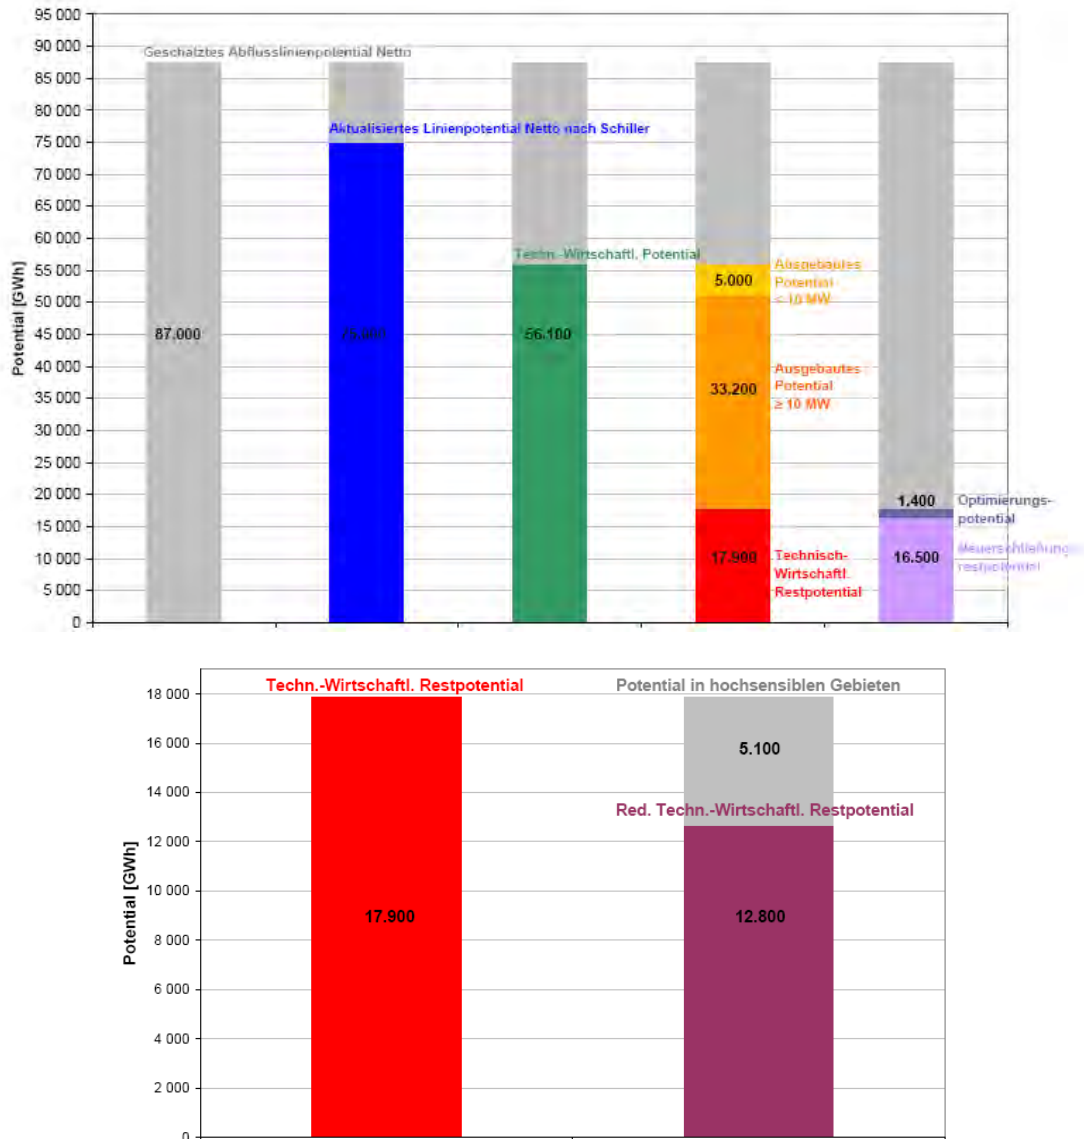 95 000
90 000
85 000
80 000
75 000
70 000
65 000
60 000
55 000
50 000
45 000
40 000
35 000
30 000
25 000
20 000
15 000
10 000
5 000
0
Potential [GWh]
Geschätztes Abflusslinienpotential Netto
87.000
Aktualisiertes Linienpotential Netto nach Schiller
Techn.-Wirtschaftl. Potential
56.100
5.000
Ausgebautes
Potential
< 10 MW
33.200
Ausgebautes
Potential
≥ 10 MW
17.900
Technisch-
Wirtschaftl.
Restpotential
1.400
Optimierungs-
potential
16.500
Neuerschließungs-
restpotential
18 000
16 000
14 000
12 000
10 000
8 000
6 000
4 000
2 000
0
Potential [GWh]
Techn.-Wirtschaftl. Restpotential
17.900
Potential in hochsensiblen Gebieten
5.100
Red. Techn.-Wirtschaftl. Restpotential
12.800